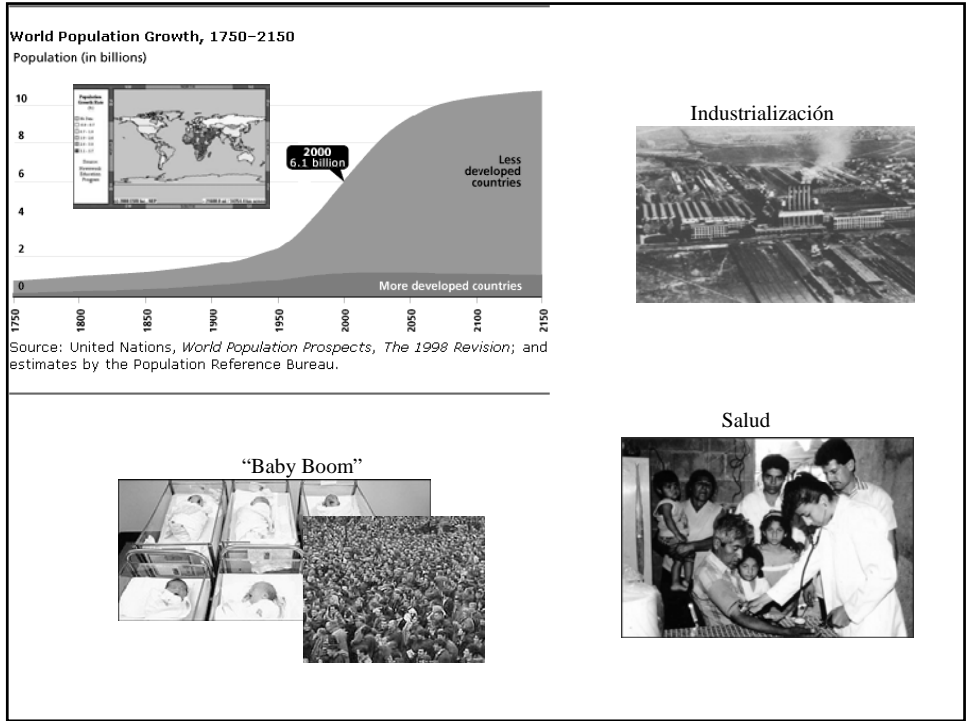 World Population Growth, 1750–2150
Population (in billions)
10
8
6
4
2
0
2000
6.1 billion
Less
developed
countries
More developed countries
1750
1800
1850
1900
1950
2000
2050
2100
2150
Source: United Nations, World Population Prospects, The 1998 Revision; and
estimates by the Population Reference Bureau.
Industrialización
Salud
“Baby Boom”